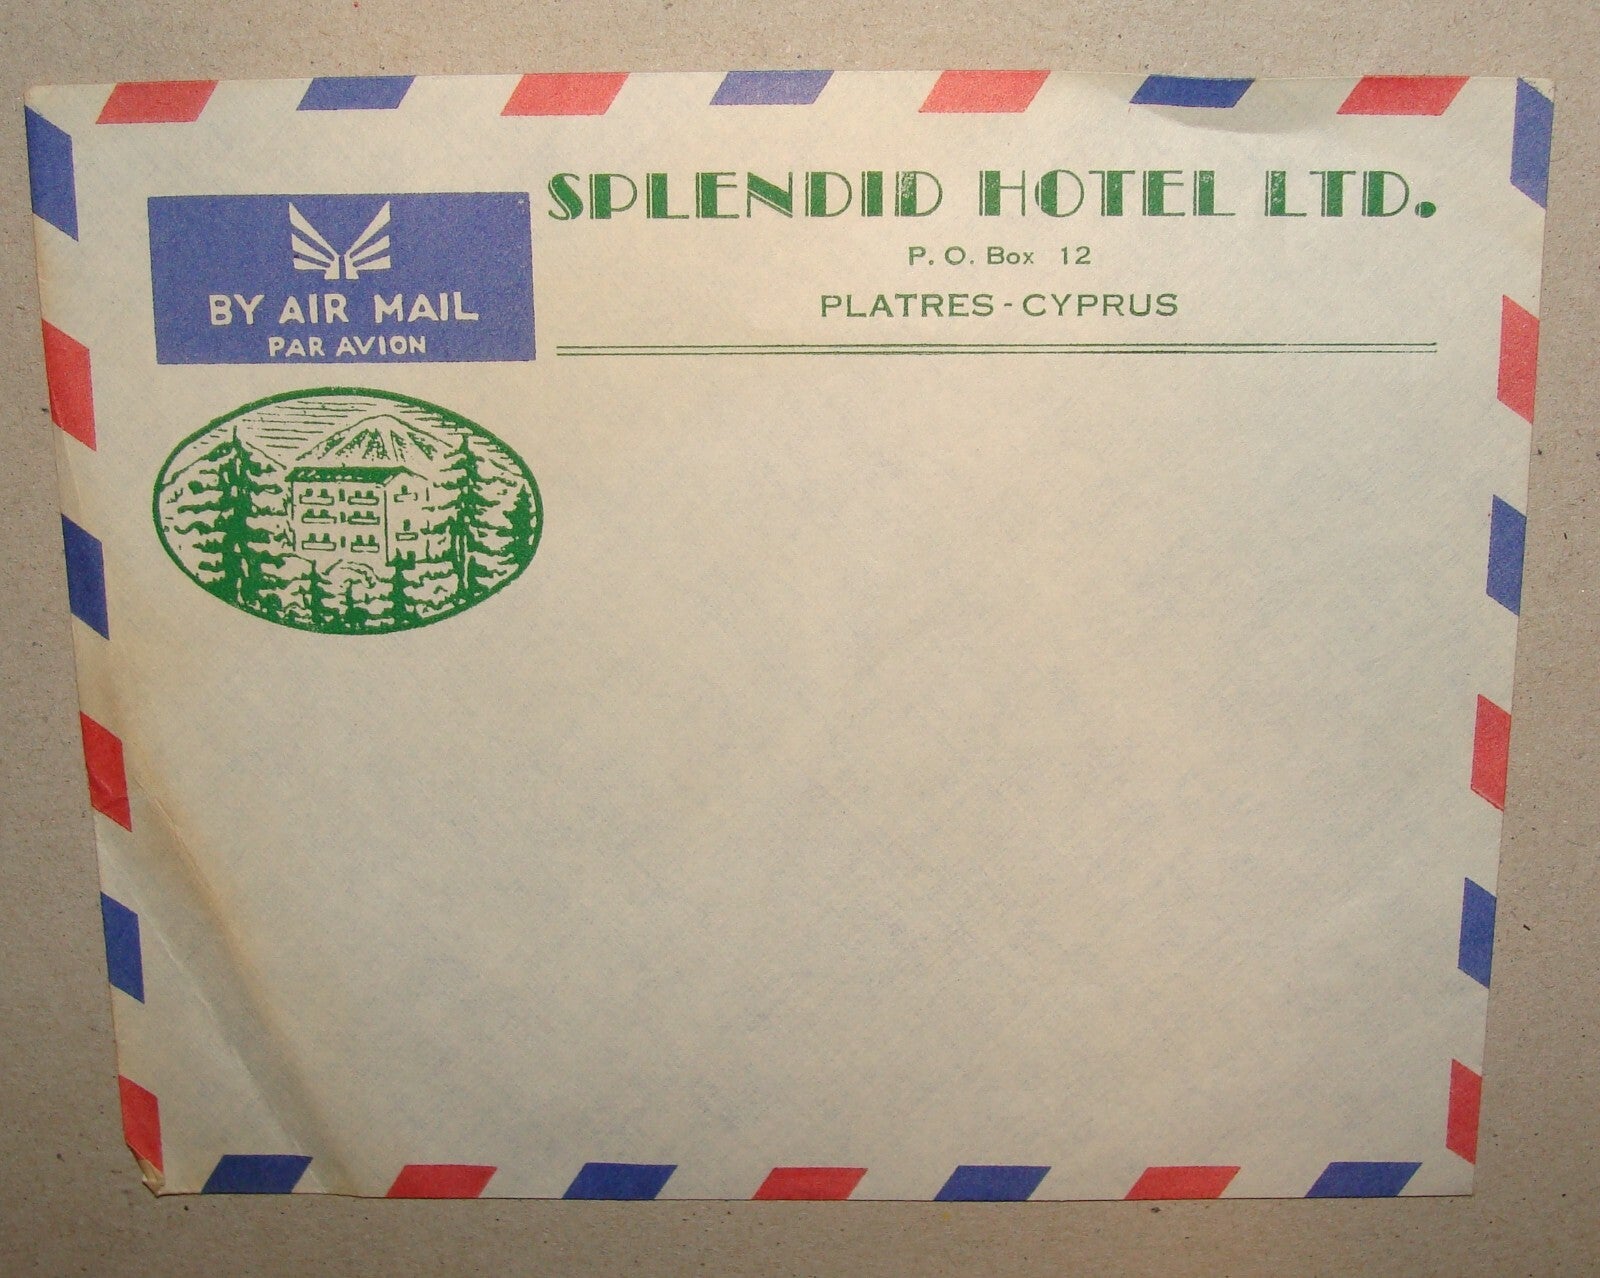 SPLENDID HOTEL LTD.
P. O. Box 12
PLATRES - CYPRUS
BY AIR MAIL
PAR AVION